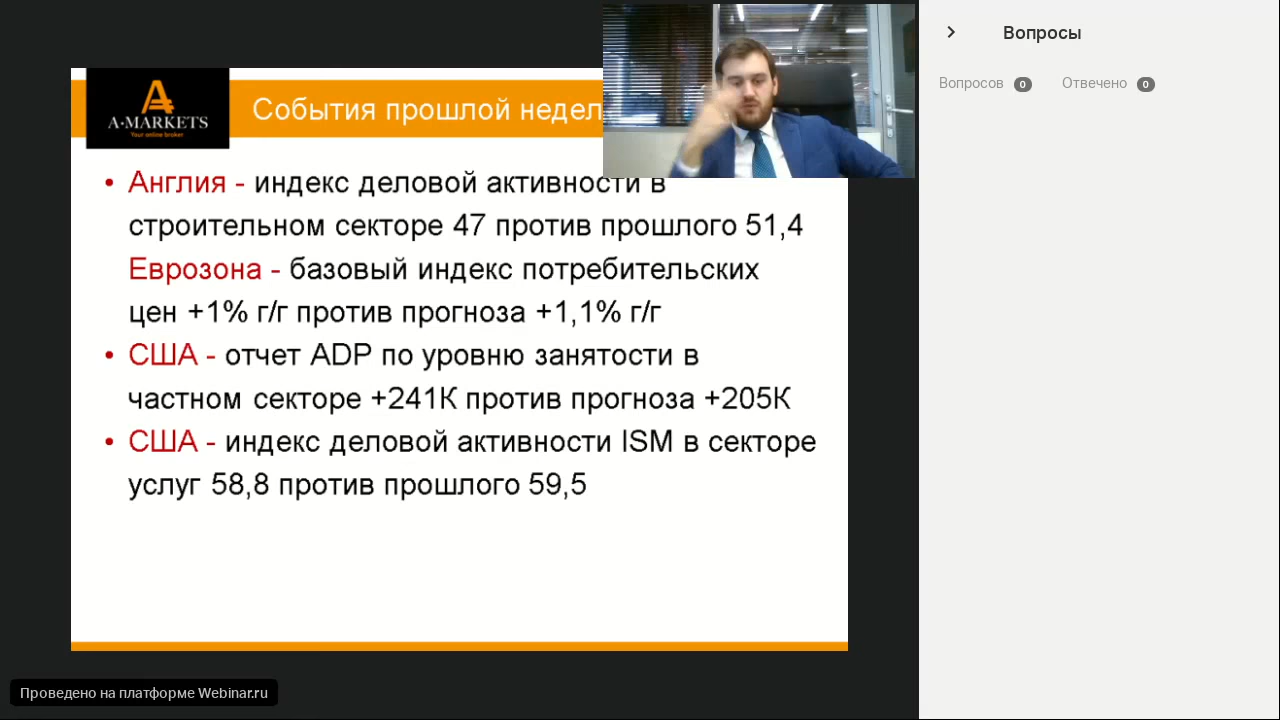 A-MARKETS
Your online broker
События прошлой недел
• Англия - индекс деловой активности в
строительном секторе 47 против прошлого 51,4
Еврозона - базовый индекс потребительских
цен +1% г/г против прогноза +1,1% г/г
• США - отчет ADP по уровню занятости в
частном секторе +241К против прогноза +205К
• США - индекс деловой активности ISM в секторе
услуг 58,8 против прошлого 59,5
Вопросы
Вопросов 0 Отвечено 0
Проведено на платформе Webinar.ru